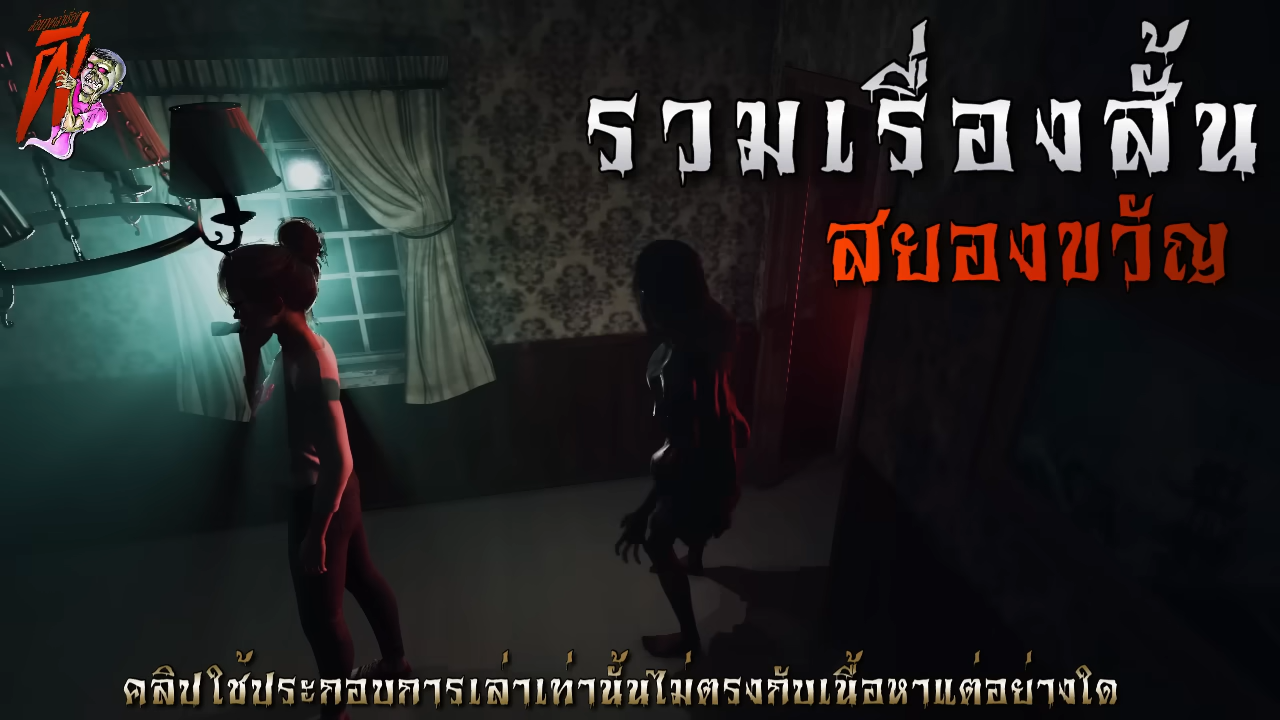 ผี
รวมเรื่องสั้น
สยองขวัญ
คลิปใช้ประกอบการเล่าเท่านั้นไม่ตรงกับเนื้อหาแต่อย่างใด